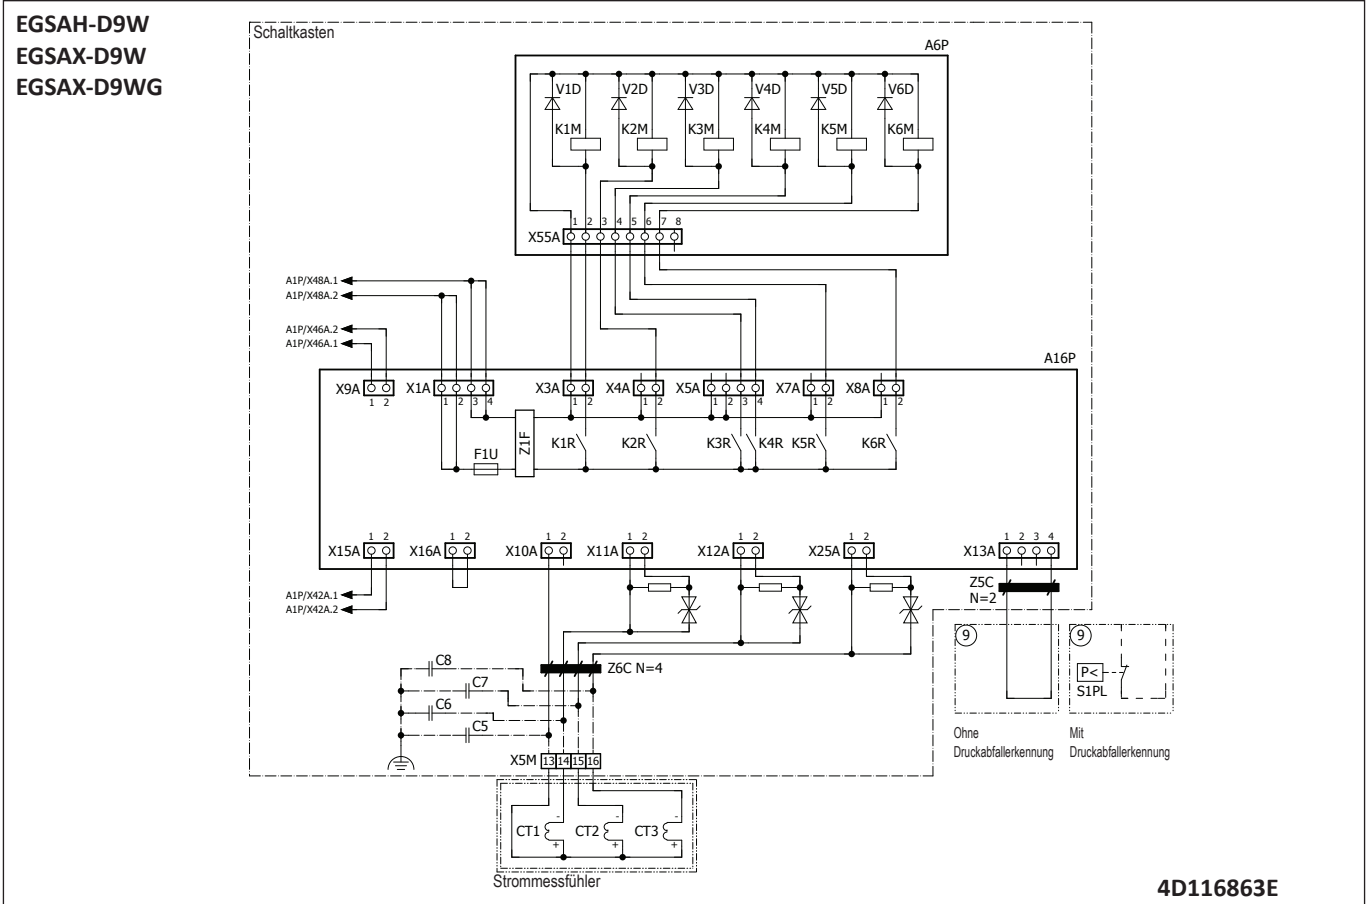 EGSAH-D9W
EGSAX-D9W
EGSAX-D9WG
Schaltkasten
A6P
V1D V2D V3D V4D V5D V6D
K1M K2M K3M K4M K5M K6M
1 2 3 4 5 6 7 8
X55A
A1P/X48A.1
A1P/X48A.2
A1P/X46A.2
A1P/X46A.1
A16P
X9A X1A X3A X4A X5A X7A X8A
1 2 1 2 3 4 1 2 1 2 1 2 3 4 1 2 1 2
Z1F
K1R K2R K3R K4R K5R K6R
F1U
1 2 1 2 1 2 1 2 1 2 1 2 1 2 3 4
X15A X16A X10A X11A X12A X25A X13A
A1P/X42A.1
A1P/X42A.2
Z5C
N=2
9 9
P<
S1PL
Z6C N=4
C8
C7
C6
C5
Ohne
Druckabfallerkennung
Mit
Druckabfallerkennung
X5M 13 14 15 16
- - -
CT1 CT2 CT3
+ + +
Strommessfühler
4D116863E